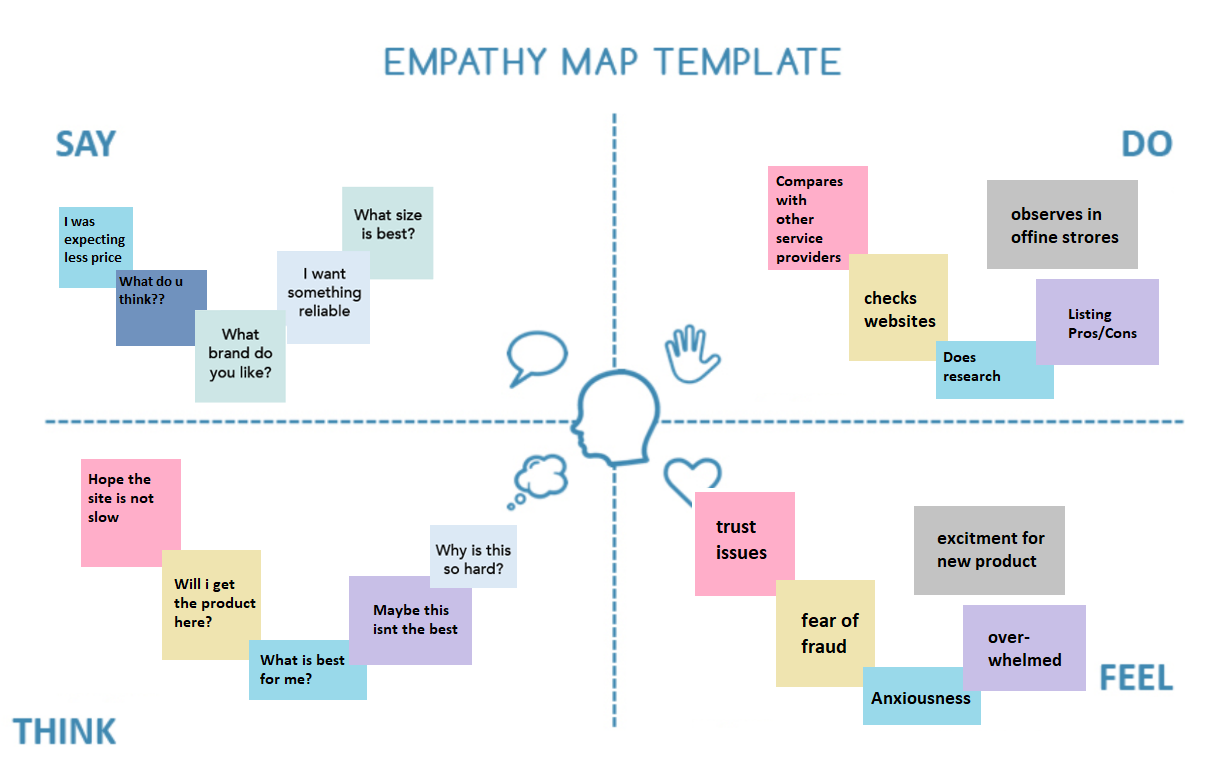 EMPATHY MAP TEMPLATE
SAY
I was
expecting
less price
What do u
think??
What
brand do
you like?
I want
something
reliable
What size
is best?
DO
Compares
with
other
service
providers
checks
websites
Does
research
Listing
Pros/Cons
observes in
offine strores
THINK
Hope the
site is not
slow
Will i get
the product
here?
What is best
for me?
Maybe this
isnt the best
Why is this
so hard?
FEEL
trust
issues
fear of
fraud
Anxiousness
over-
whelmed
excitment for
new product